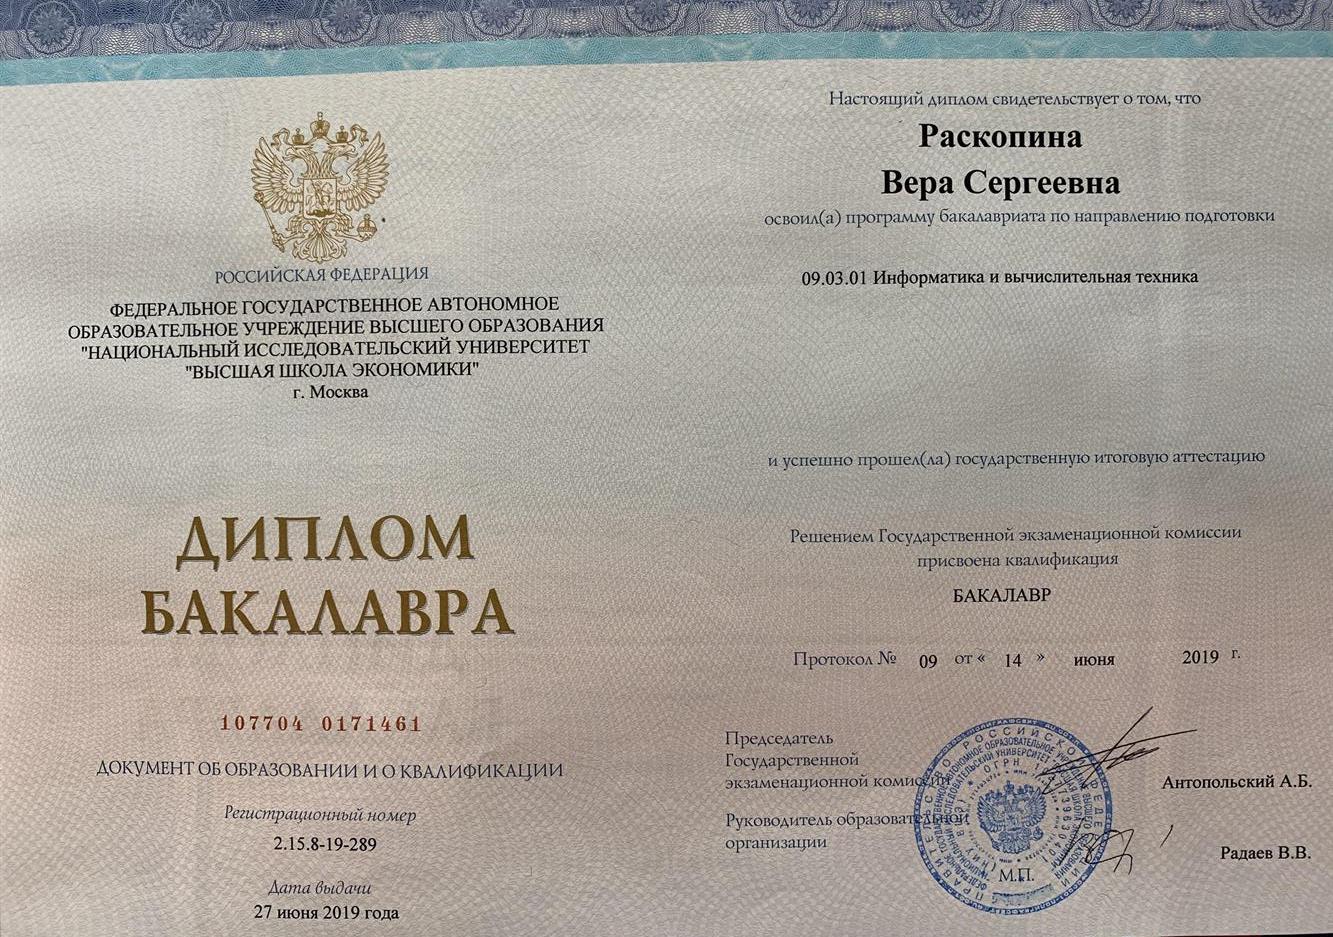 РОССИЙСКАЯ ФЕДЕРАЦИЯ
ФЕДЕРАЛЬНОЕ ГОСУДАРСТВЕННОЕ АВТОНОМНОЕ
ОБРАЗОВАТЕЛЬНОЕ УЧРЕЖДЕНИЕ ВЫСШЕГО ОБРАЗОВАНИЯ
"НАЦИОНАЛЬНЫЙ ИССЛЕДОВАТЕЛЬСКИЙ УНИВЕРСИТЕТ
"ВЫСШАЯ ШКОЛА ЭКОНОМИКИ"
г. Москва
ДИПЛОМ
БАКАЛАВРА
107704 0171461
ДОКУМЕНТ ОБ ОБРАЗОВАНИИ И О КВАЛИФИКАЦИИ
Регистрационный номер
2.15.8-19-289
Дата выдачи
27 июня 2019 года
Настоящий диплом свидетельствует о том, что
Раскопина
Вера Сергеевна
освоил(а) программу бакалавриата по направлению подготовки
09.03.01 Информатика и вычислительная техника
и успешно прошел(ла) государственную итоговую аттестацию
Решением Государственной экзаменационной комиссии
присвоена квалификация
БАКАЛАВР
Протокол № 09 от « 14 » июня 2019 г.
Председатель
Государственной
экзаменационной комиссии
Антопольский А.Б.
Руководитель образовательной
организации
Радаев В.В.
М.П.